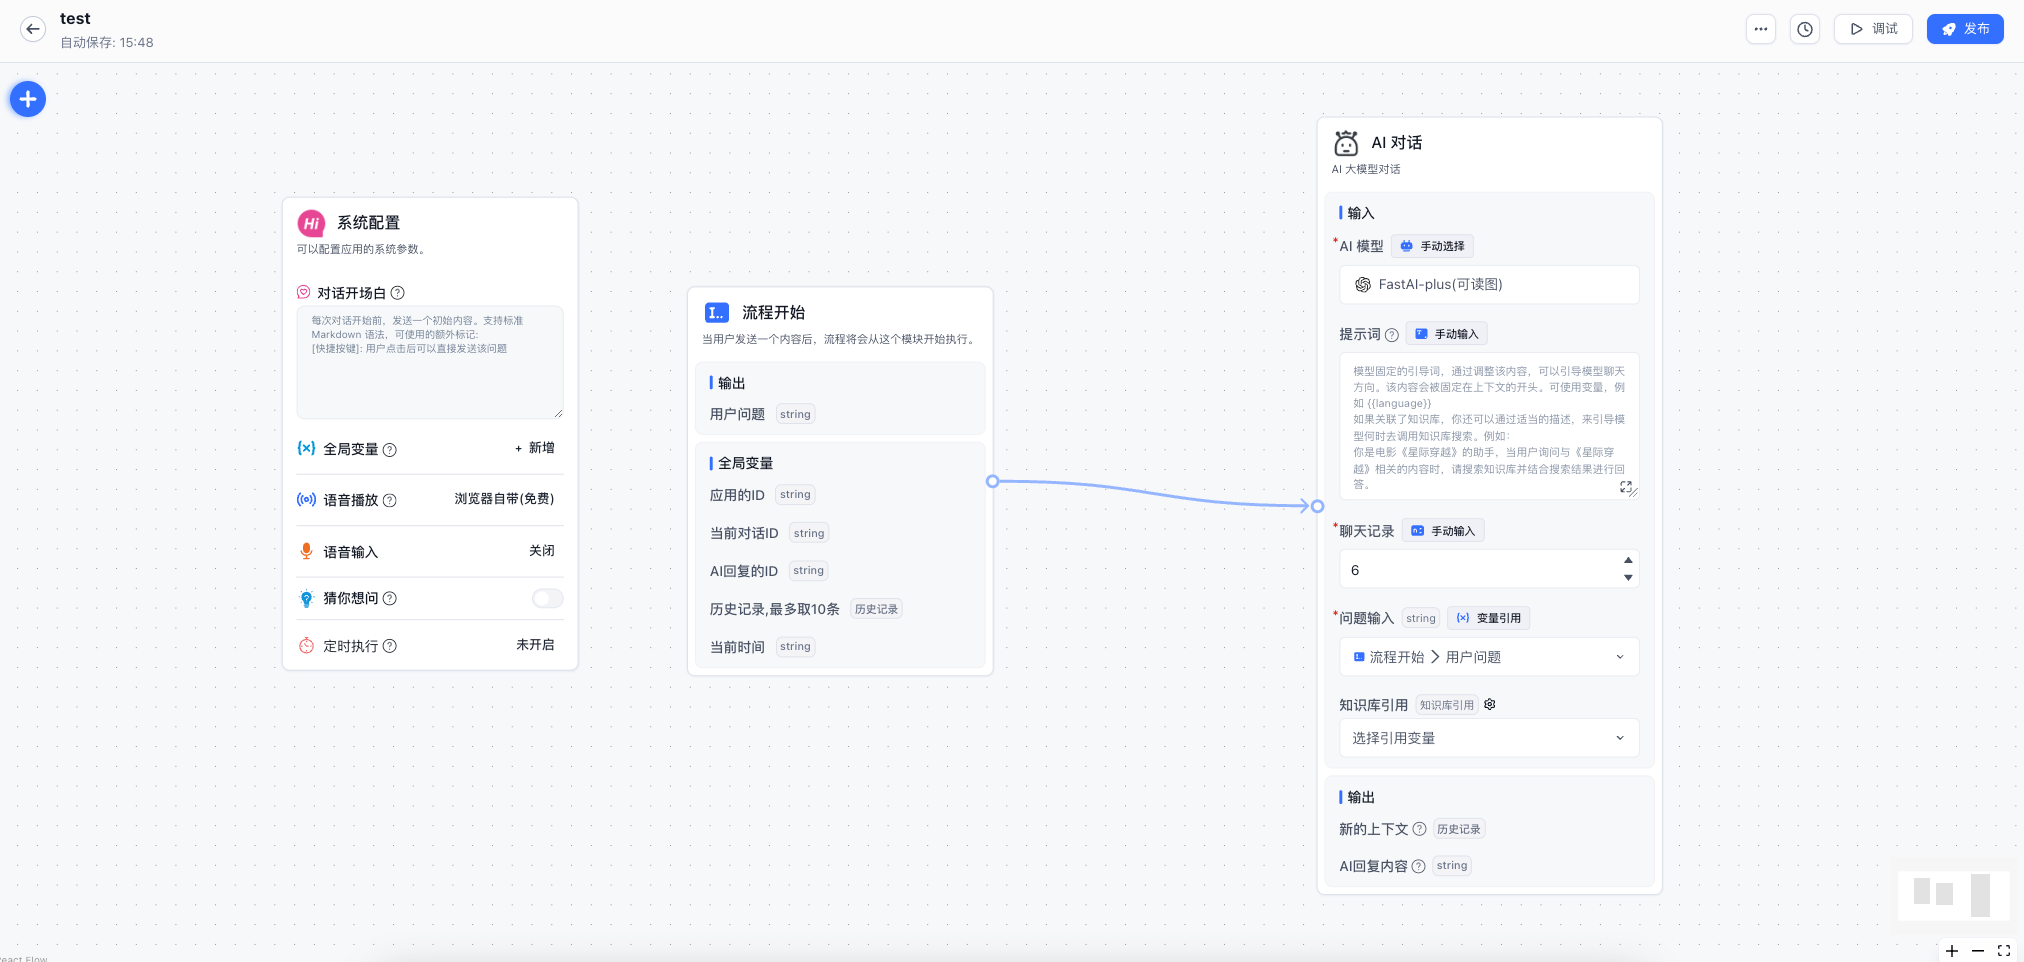 test
自动保存: 15:48
调试
发布
Hi 系统配置
可以配置应用的系统参数。
对话开场白
每次对话开始前，发送一个初始内容。支持标准
Markdown 语法，可使用的额外标记:
[快捷按键]: 用户点击后可以直接发送该问题
全局变量
+ 新增
语音播放
浏览器自带(免费)
语音输入
关闭
猜你想问
定时执行
未开启
流程开始
当用户发送一个内容后，流程将会从这个模块开始执行。
输出
用户问题 string
全局变量
应用的ID string
当前对话ID string
AI回复的ID string
历史记录,最多取10条 历史记录
当前时间 string
AI 对话
AI 大模型对话
输入
*AI 模型 手动选择
FastAI-plus(可读图)
提示词 手动输入
模型固定的引导词，通过调整该内容，可以引导模型聊天
方向。该内容会被固定在上下文的开头。可使用变量，例
如 {{language}}
如果关联了知识库，你还可以通过适当的描述，来引导模
型何时去调用知识库搜索。例如：
你是电影《星际穿越》的助手，当用户询问与《星际穿
越》相关的内容时，请搜索知识库并结合搜索结果进行回
答。
*聊天记录 手动输入
6
*问题输入 string 变量引用
流程开始 > 用户问题
知识库引用 知识库引用
选择引用变量
输出
新的上下文 历史记录
AI回复内容 string